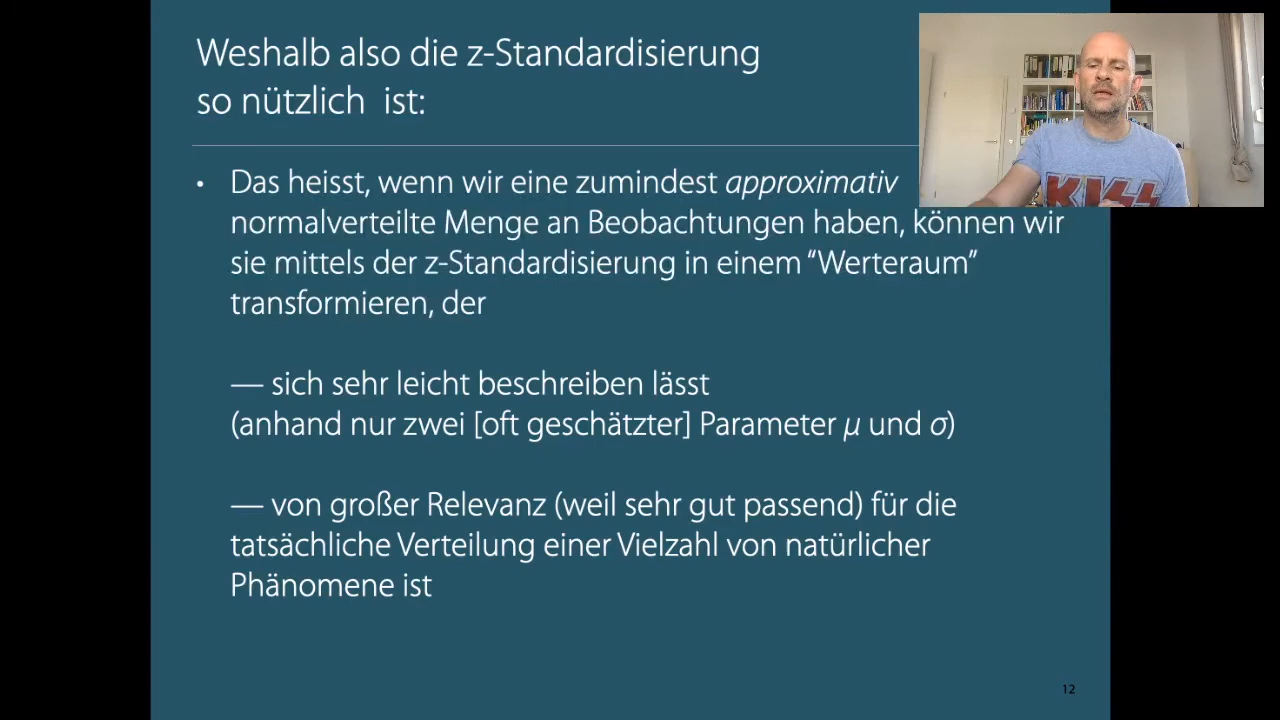 Weshalb also die z-Standardisierung
so nützlich  ist:
• Das heisst, wenn wir eine zumindest approximativ
normalverteilte Menge an Beobachtungen haben, können wir
sie mittels der z-Standardisierung in einem “Werteraum”
transformieren, der
— sich sehr leicht beschreiben lässt
(anhand nur zwei [oft geschätzter] Parameter μ und σ)
— von großer Relevanz (weil sehr gut passend) für die
tatsächliche Verteilung einer Vielzahl von natürlicher
Phänomene ist
12
KISS